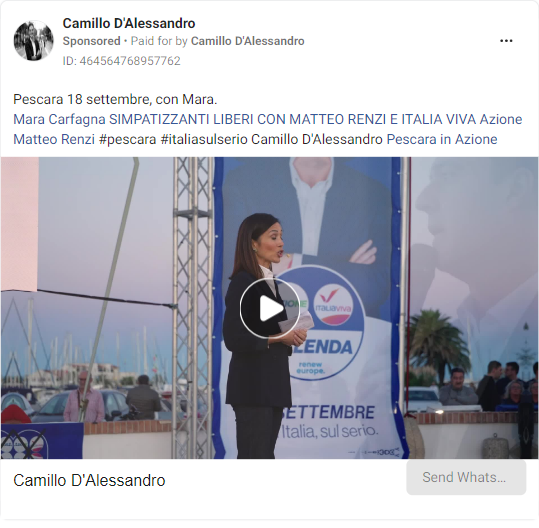 Camillo D'Alessandro
Sponsored • Paid for by Camillo D'Alessandro
ID: 464564768957762
Pescara 18 settembre, con Mara.
Mara Carfagna SIMPATIZZANTI LIBERI CON MATTEO RENZI E ITALIA VIVA Azione
Matteo Renzi #pescara #italiasulserio Camillo D'Alessandro Pescara in Azione
ITALIAVIVA
LENDA
renew
europe.
SETTEMBRE
Italia, sul serio.
Camillo D'Alessandro
Send Whats...